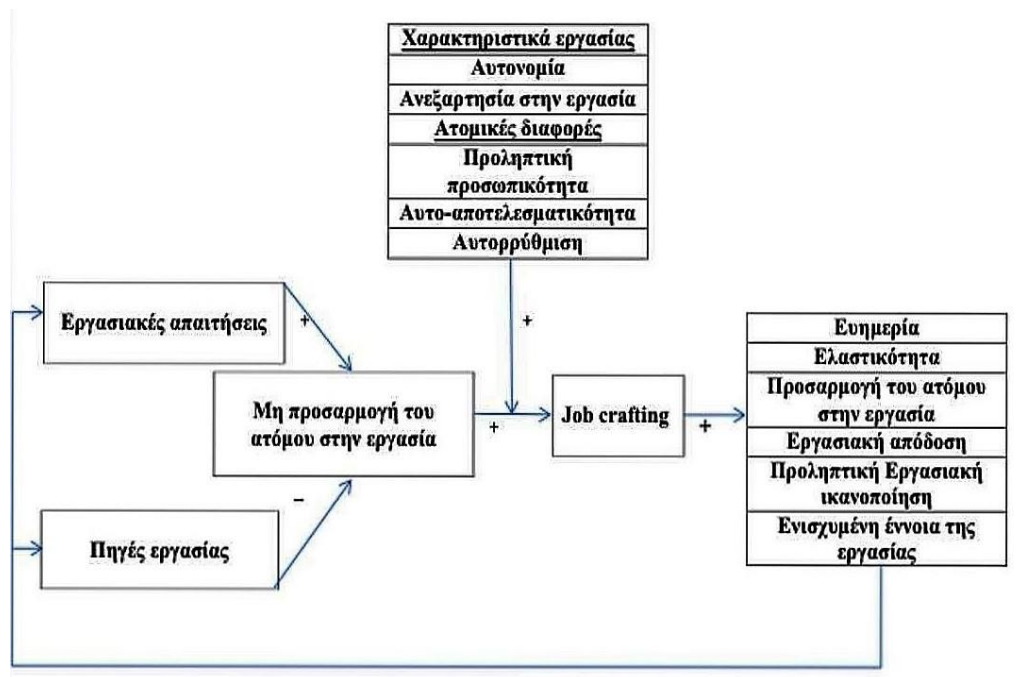 Χαρακτηριστικά εργασίας
Αυτονομία
Ανεξαρτησία στην εργασία
Ατομικές διαφορές
Προληπτική
προσωπικότητα
Αυτο-αποτελεσματικότητα
Αυτορρύθμιση
Εργασιακές απαιτήσεις
+
+
Μη προσαρμογή του
ατόμου στην εργασία
+
Job crafting
+
Ευημερία
Ελαστικότητα
Προσαρμογή του ατόμου
στην εργασία
Εργασιακή απόδοση
Προληπτική Εργασιακή
ικανοποίηση
Ενισχυμένη έννοια της
εργασίας
−
Πηγές εργασίας